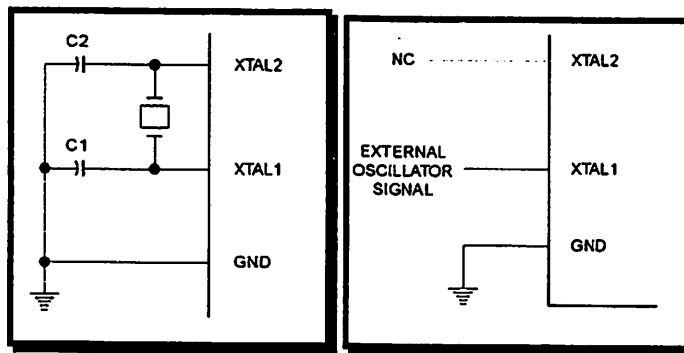 C2
XTAL2
C1
XTAL1
GND
NC
XTAL2
EXTERNAL
OSCILLATOR
SIGNAL
XTAL1
GND